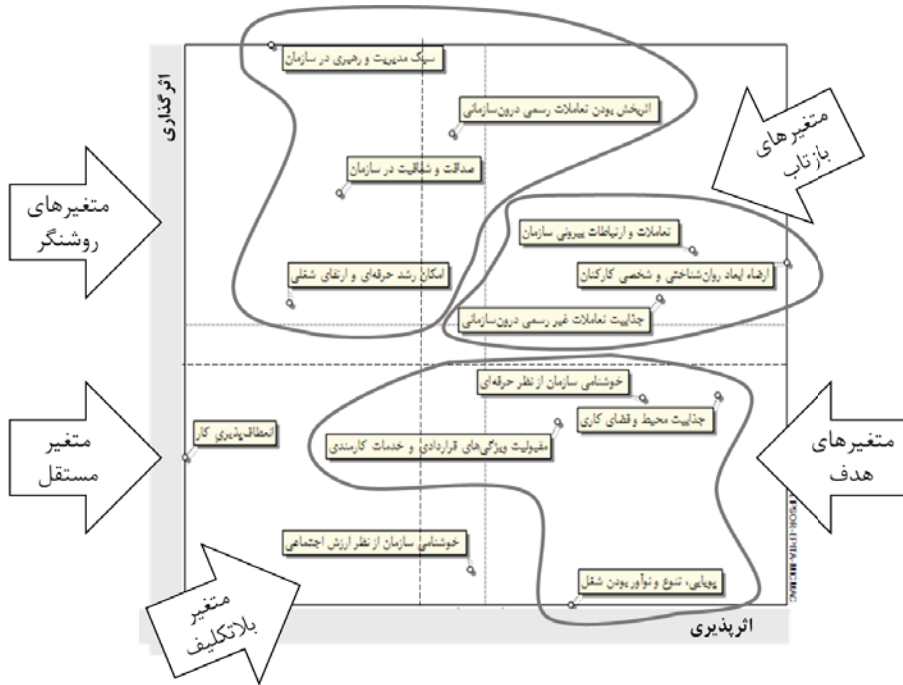 اثرگذاری
سبک مدیریت و رهبری در سازمان
اثربخش بودن تعاملات رسمی درون‌سازمانی
صداقت و شفافیت در سازمان
متغیرهای
بازتاب
متغیرهای
روشنگر
تعاملات و ارتباطات بیرونی سازمان
ارضاء ابعاد روان‌شناختی و شخصی کارکنان
امکان رشد حرفه‌ای و ارتقای شغلی
جذابیت تعاملات غیر رسمی درون‌سازمانی
خوشنامی سازمان از نظر حرفه‌ای
جذابیت محیط و فضای کاری
انعطاف‌پذیری کار
مقبولیت ویژگی‌های قراردادی و خدمات کارمندی
متغیر
مستقل
متغیرهای
هدف
خوشنامی سازمان از نظر ارزش اجتماعی
پویایی، تنوع و نوآور بودن شغل
متغیر
بلاتکلیف
اثرپذیری
LIPSOR-EPITA-MICMAC